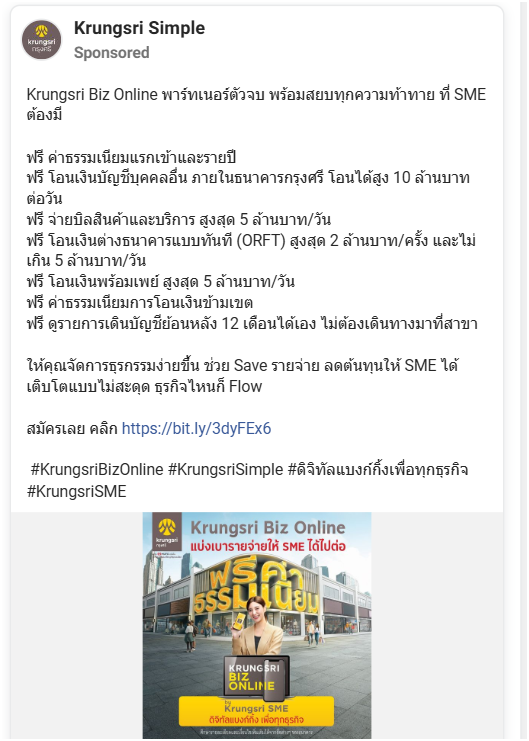 Krungsri Simple
Sponsored
Krungsri Biz Online พาร์ทเนอร์ตัวจบ พร้อมสยบทุกความท้าทาย ที่ SME
ต้องมี
ฟรี ค่าธรรมเนียมแรกเข้าและรายปี
ฟรี โอนเงินบัญชีบุคคลอื่น ภายในธนาคารกรุงศรี โอนได้สูง 10 ล้านบาท
ต่อวัน
ฟรี จ่ายบิลสินค้าและบริการ สูงสุด 5 ล้านบาท/วัน
ฟรี โอนเงินต่างธนาคารแบบทันที (ORFT) สูงสุด 2 ล้านบาท/ครั้ง และไม่
เกิน 5 ล้านบาท/วัน
ฟรี โอนเงินพร้อมเพย์ สูงสุด 5 ล้านบาท/วัน
ฟรี ค่าธรรมเนียมการโอนเงินข้ามเขต
ฟรี ดูรายการเดินบัญชีย้อนหลัง 12 เดือนได้เอง ไม่ต้องเดินทางมาที่สาขา
ให้คุณจัดการธุรกรรมง่ายขึ้น ช่วย Save รายจ่าย ลดต้นทุนให้ SME ได้
เติบโตแบบไม่สะดุด ธุรกิจไหนก็ Flow
สมัครเลย คลิก https://bit.ly/3dyFEx6
#KrungsriBizOnline #KrungsriSimple #ดิจิทัลแบงก์กิ้งเพื่อทุกธุรกิจ
#KrungsriSME
krungsri
กรุงศรี
Krungsri Biz Online
แบ่งเบารายจ่ายให้ SME ได้ไปต่อ
ฟรีค่า
ธรรมเนียม
KRUNGSRI
BIZ
ONLINE
by
Krungsri SME
ดิจิทัลแบงก์กิ้ง เพื่อทุกธุรกิจ